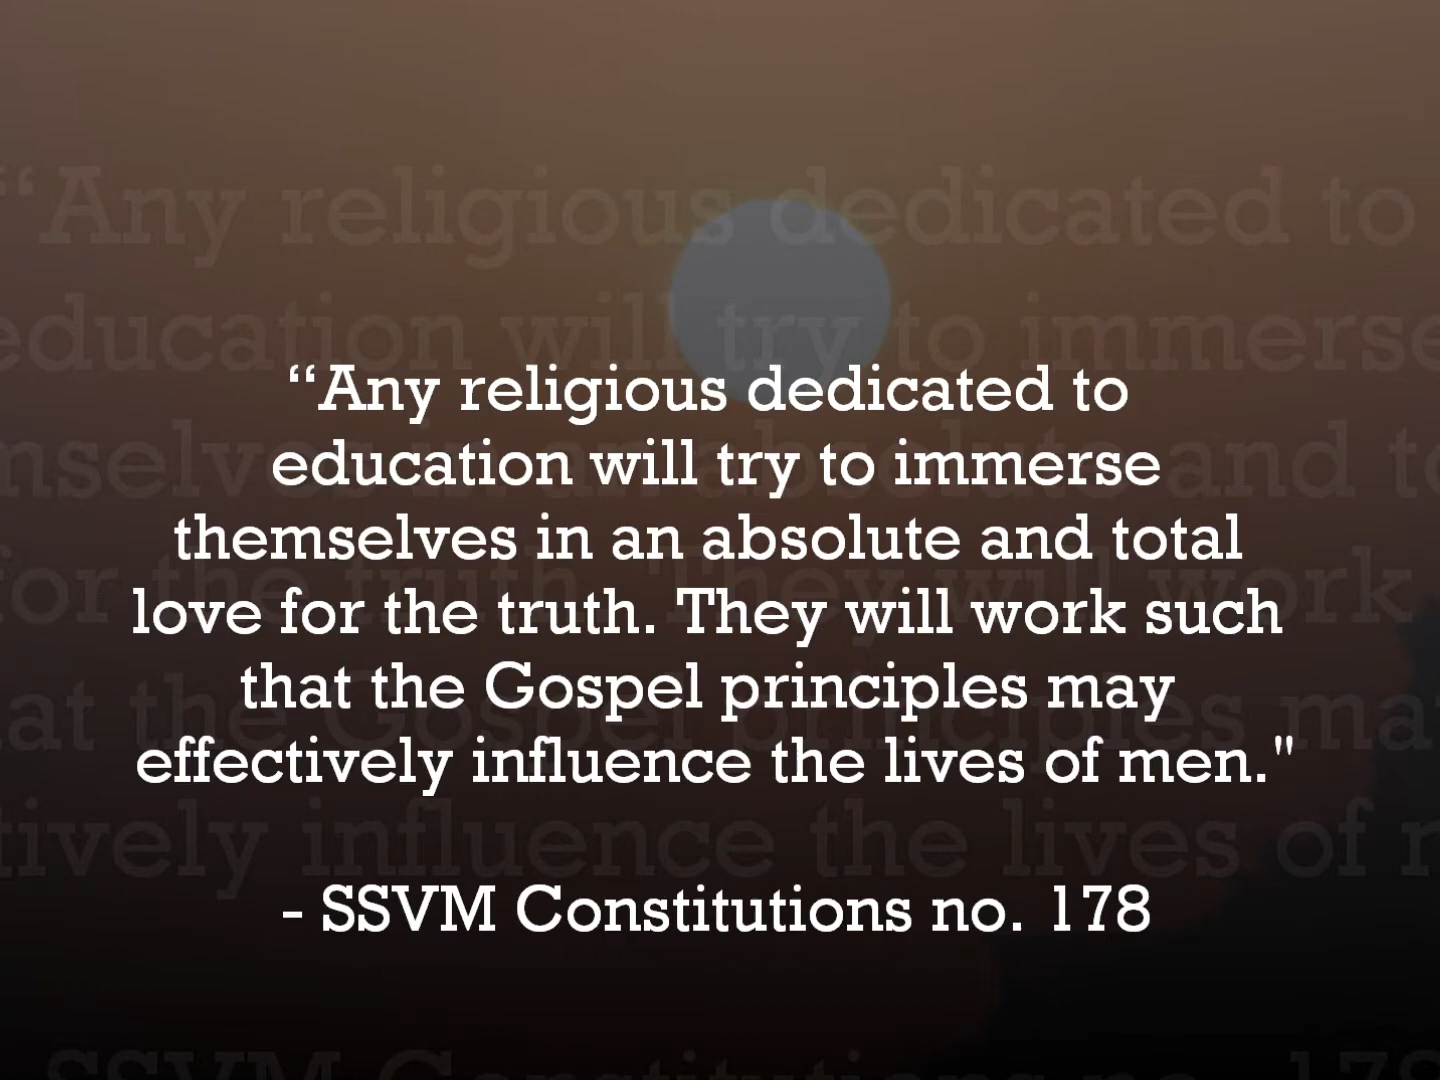 “Any religious dedicated to
education will try to immerse
themselves in an absolute and total
love for the truth. They will work such
that the Gospel principles may
effectively influence the lives of men."
- SSVM Constitutions no. 178